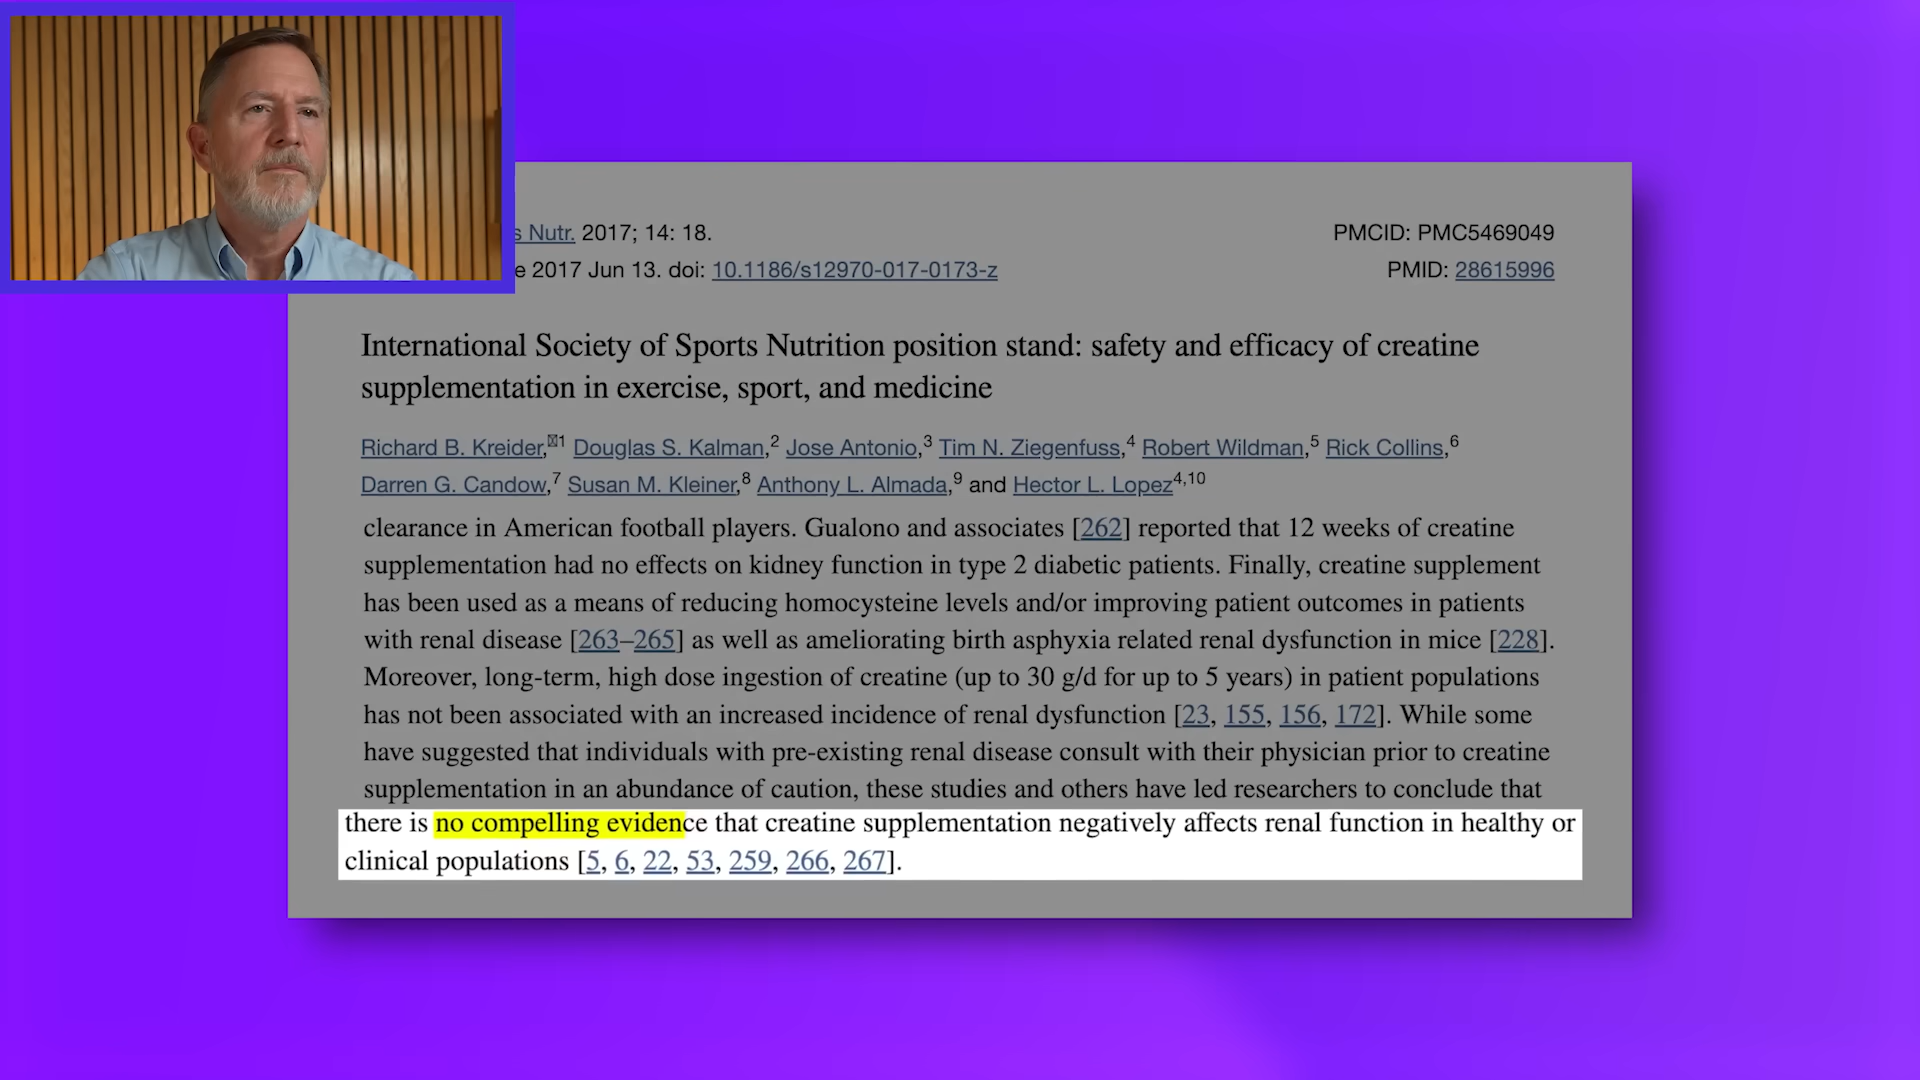 s Nutr. 2017; 14: 18.
PMCID: PMC5469049
e 2017 Jun 13. doi: 10.1186/s12970-017-0173-z
PMID: 28615996
International Society of Sports Nutrition position stand: safety and efficacy of creatine
supplementation in exercise, sport, and medicine
Richard B. Kreider,1 Douglas S. Kalman,2 Jose Antonio,3 Tim N. Ziegenfuss,4 Robert Wildman,5 Rick Collins,6
Darren G. Candow,7 Susan M. Kleiner,8 Anthony L. Almada,9 and Hector L. Lopez4,10
clearance in American football players. Gualono and associates [262] reported that 12 weeks of creatine
supplementation had no effects on kidney function in type 2 diabetic patients. Finally, creatine supplement
has been used as a means of reducing homocysteine levels and/or improving patient outcomes in patients
with renal disease [263–265] as well as ameliorating birth asphyxia related renal dysfunction in mice [228].
Moreover, long-term, high dose ingestion of creatine (up to 30 g/d for up to 5 years) in patient populations
has not been associated with an increased incidence of renal dysfunction [23, 155, 156, 172]. While some
have suggested that individuals with pre-existing renal disease consult with their physician prior to creatine
supplementation in an abundance of caution, these studies and others have led researchers to conclude that
there is no compelling evidence that creatine supplementation negatively affects renal function in healthy or
clinical populations [5, 6, 22, 53, 259, 266, 267].